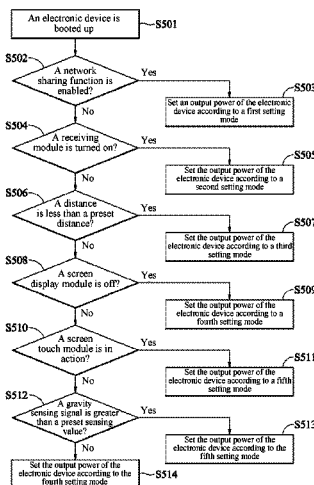 An electronic device is
booted up
S501
S502
A network
sharing function is
enabled?
Yes
S503
Set an output power of the electronic
device according to a first setting
mode
No
S504
A receiving
module is turned on?
Yes
S505
Set the output power of the
electronic device according to a
second setting mode
No
S506
A distance
is less than a preset
distance?
Yes
S507
Set the output power of the
electronic device according to a third
setting mode
No
S508
A screen
display module is off?
Yes
S509
Set the output power of the
electronic device according to a
fourth setting mode
No
S510
A screen
touch module is in
action?
Yes
S511
Set the output power of the
electronic device according to a fifth
setting mode
No
S512
A gravity
sensing signal is greater
than a preset sensing
value?
Yes
S513
Set the output power of the
electronic device according to the
fifth setting mode
No
Set the output power of the
electronic device according to the
fourth setting mode
S514